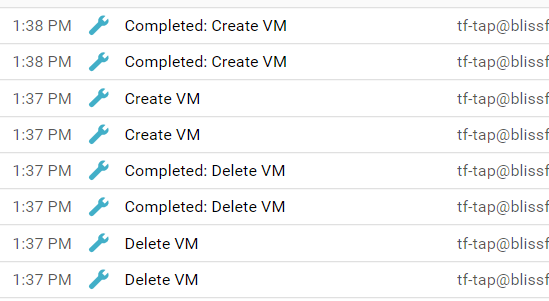 1:38 PM Completed: Create VM tf-tap@blissf
1:38 PM Completed: Create VM tf-tap@blissf
1:37 PM Create VM tf-tap@blissf
1:37 PM Create VM tf-tap@blissf
1:37 PM Completed: Delete VM tf-tap@blissf
1:37 PM Completed: Delete VM tf-tap@blissf
1:37 PM Delete VM tf-tap@blissf
1:37 PM Delete VM tf-tap@blissf